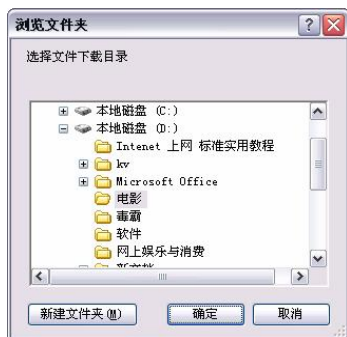 浏览文件夹
选择文件下载目录
本地磁盘 (C:)
本地磁盘 (D:)
Intenet 上网 标准实用教程
kv
Microsoft Office
电影
毒霸
软件
网上娱乐与消费
新建文件夹(M)
确定
取消